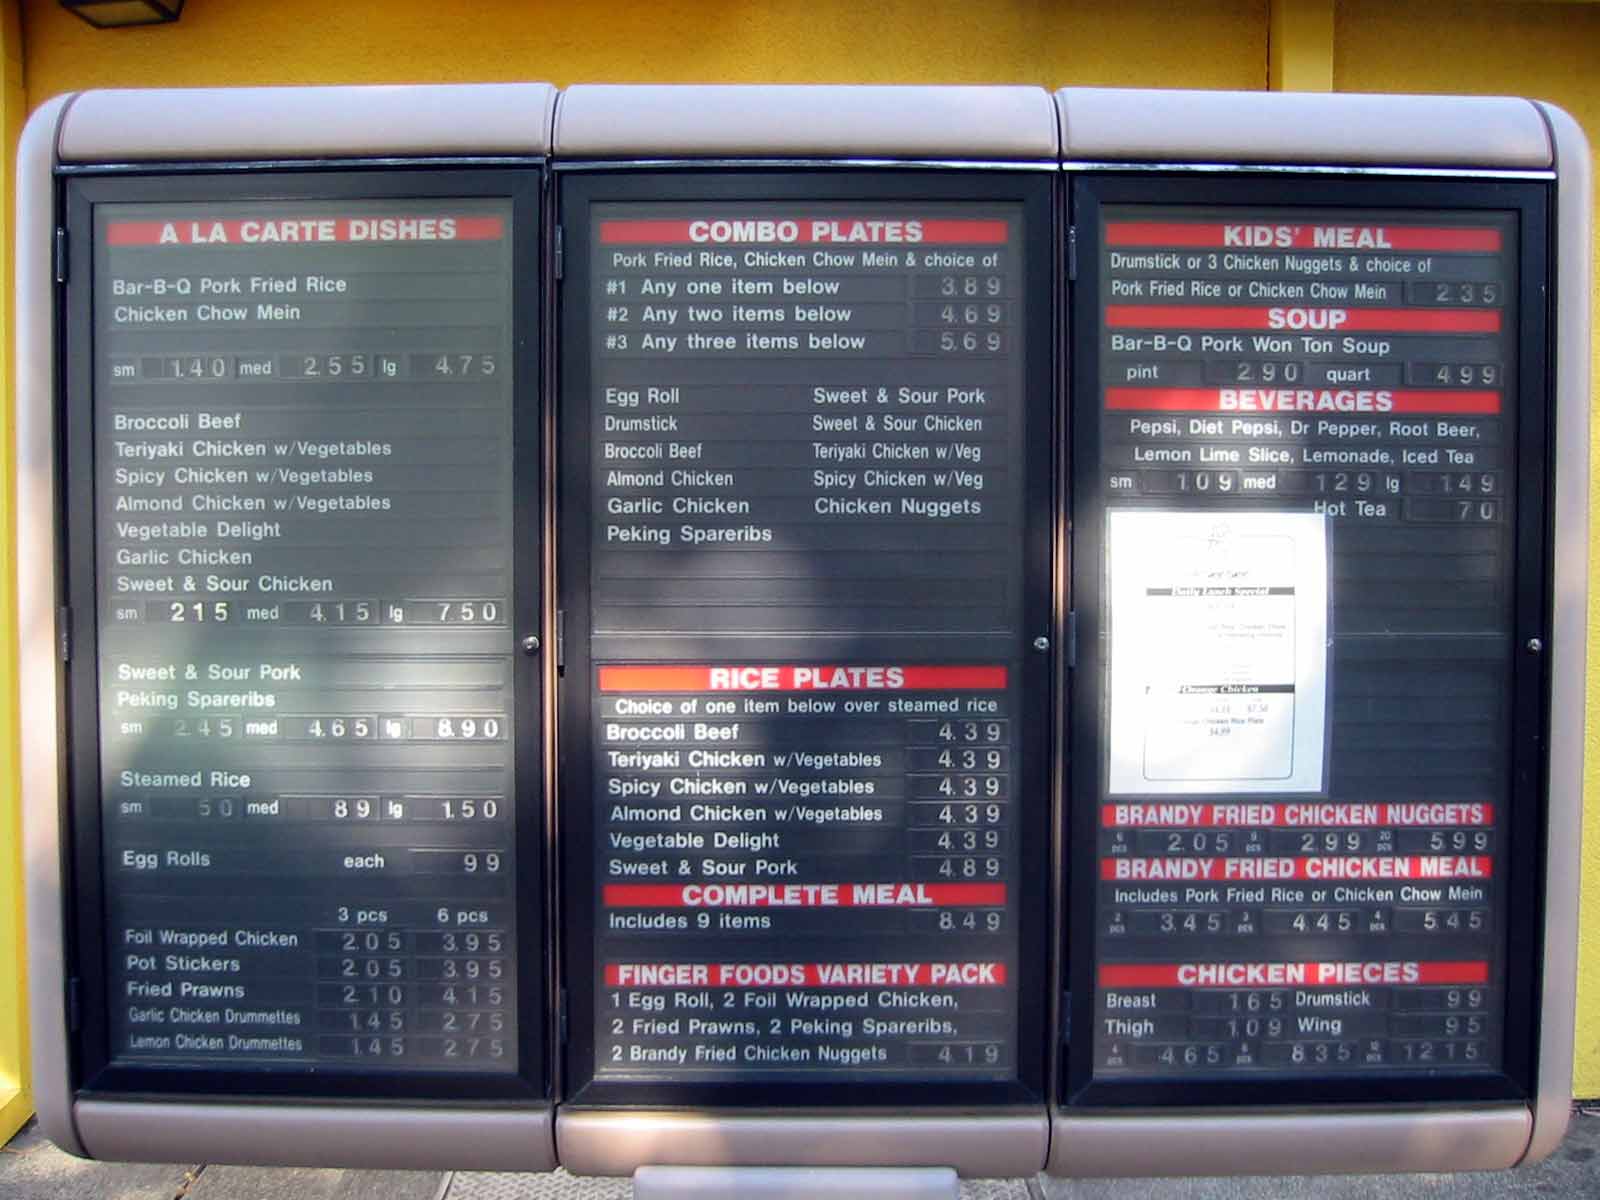 A LA CARTE DISHES
Bar-B-Q Pork Fried Rice
Chicken Chow Mein
sm 1.40 med 2.55 lg 4.75
Broccoli Beef
Teriyaki Chicken w/Vegetables
Spicy Chicken w/Vegetables
Almond Chicken w/Vegetables
Vegetable Delight
Garlic Chicken
Sweet & Sour Chicken
sm 215 med 4.15 lg 7.50
Sweet & Sour Pork
Peking Spareribs
sm 2.45 med 4.65 lg 8.90
Steamed Rice
sm 50 med 89 lg 1.50
Egg Rolls each 99
3 pcs 6 pcs
Foil Wrapped Chicken 2.05 3.95
Pot Stickers 2.05 3.95
Fried Prawns 2.10 4.15
Garlic Chicken Drummettes 1.45 2.75
Lemon Chicken Drummettes 1.45 2.75
COMBO PLATES
Pork Fried Rice, Chicken Chow Mein & choice of
#1 Any one item below 3.89
#2 Any two items below 4.69
#3 Any three items below 5.69
Egg Roll Sweet & Sour Pork
Drumstick Sweet & Sour Chicken
Broccoli Beef Teriyaki Chicken w/Veg
Almond Chicken Spicy Chicken w/Veg
Garlic Chicken Chicken Nuggets
Peking Spareribs
RICE PLATES
Choice of one item below over steamed rice
Broccoli Beef 4.39
Teriyaki Chicken w/Vegetables 4.39
Spicy Chicken w/Vegetables 4.39
Almond Chicken w/Vegetables 4.39
Vegetable Delight 4.39
Sweet & Sour Pork 4.89
COMPLETE MEAL
Includes 9 items 8.49
FINGER FOODS VARIETY PACK
1 Egg Roll, 2 Foil Wrapped Chicken,
2 Fried Prawns, 2 Peking Spareribs,
2 Brandy Fried Chicken Nuggets 4.19
KIDS' MEAL
Drumstick or 3 Chicken Nuggets & choice of
Pork Fried Rice or Chicken Chow Mein 2.35
SOUP
Bar-B-Q Pork Won Ton Soup
pint 2.90 quart 4.99
BEVERAGES
Pepsi, Diet Pepsi, Dr Pepper, Root Beer,
Lemon Lime Slice, Lemonade, Iced Tea
sm 1.09 med 1.29 lg 1.49
Hot Tea 70
Daily Lunch Special
Orange Chicken
$7.50
Chicken Rice Plate
$4.99
BRANDY FRIED CHICKEN NUGGETS
6 pcs 2.05 9 pcs 2.99 20 pcs 5.99
BRANDY FRIED CHICKEN MEAL
Includes Pork Fried Rice or Chicken Chow Mein
2 pcs 3.45 3 pcs 4.45 4 pcs 5.45
CHICKEN PIECES
Breast 1.65 Drumstick 99
Thigh 1.09 Wing 95
4 pcs 4.65 8 pcs 8.35 12 pcs 12.15